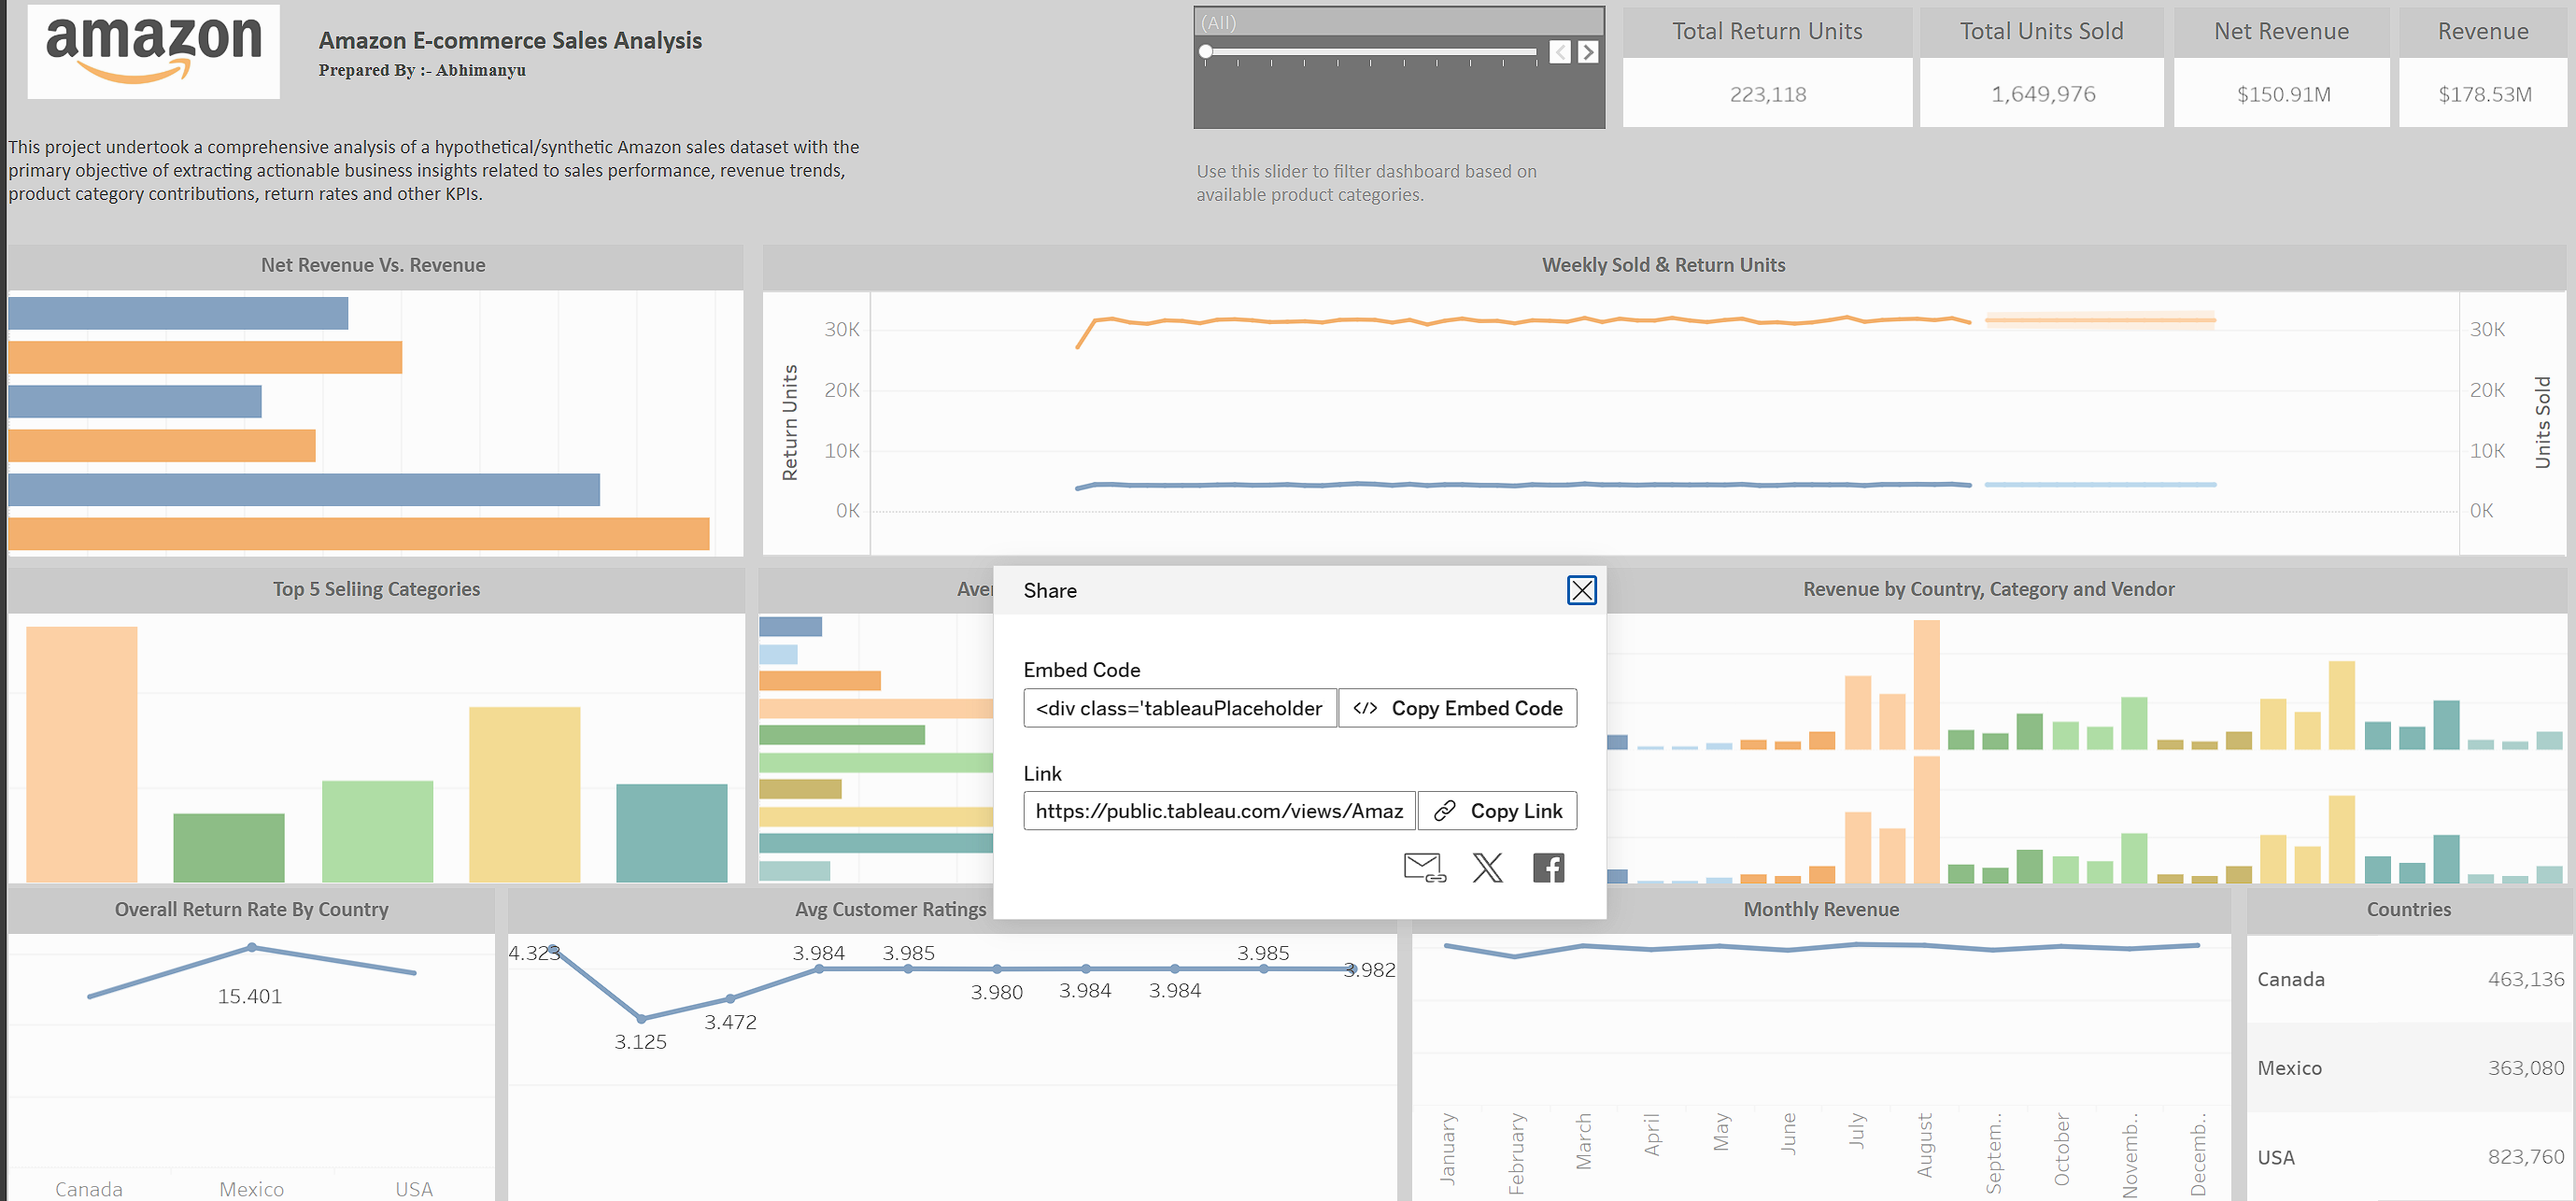 amazon
Amazon E-commerce Sales Analysis
Prepared By :- Abhimanyu
(All)
Total Return Units
223,118
Total Units Sold
1,649,976
Net Revenue
$150.91M
Revenue
$178.53M
This project undertook a comprehensive analysis of a hypothetical/synthetic Amazon sales dataset with the
primary objective of extracting actionable business insights related to sales performance, revenue trends,
product category contributions, return rates and other KPIs.
Use this slider to filter dashboard based on
available product categories.
Net Revenue Vs. Revenue
Weekly Sold & Return Units
Return Units
30K
20K
10K
0K
30K
20K
10K
0K
Units Sold
Top 5 Seliing Categories
Aver
Revenue by Country, Category and Vendor
Share
Embed Code
<div class='tableauPlaceholder
</> Copy Embed Code
Link
https://public.tableau.com/views/Amaz
Copy Link
Overall Return Rate By Country
15.401
Canada
Mexico
USA
Avg Customer Ratings
4.323
3.125
3.472
3.984
3.985
3.980
3.984
3.984
3.985
3.982
Monthly Revenue
January
February
March
April
May
June
July
August
Septem..
October
Novemb..
Decemb..
Countries
Canada 463,136
Mexico 363,080
USA 823,760